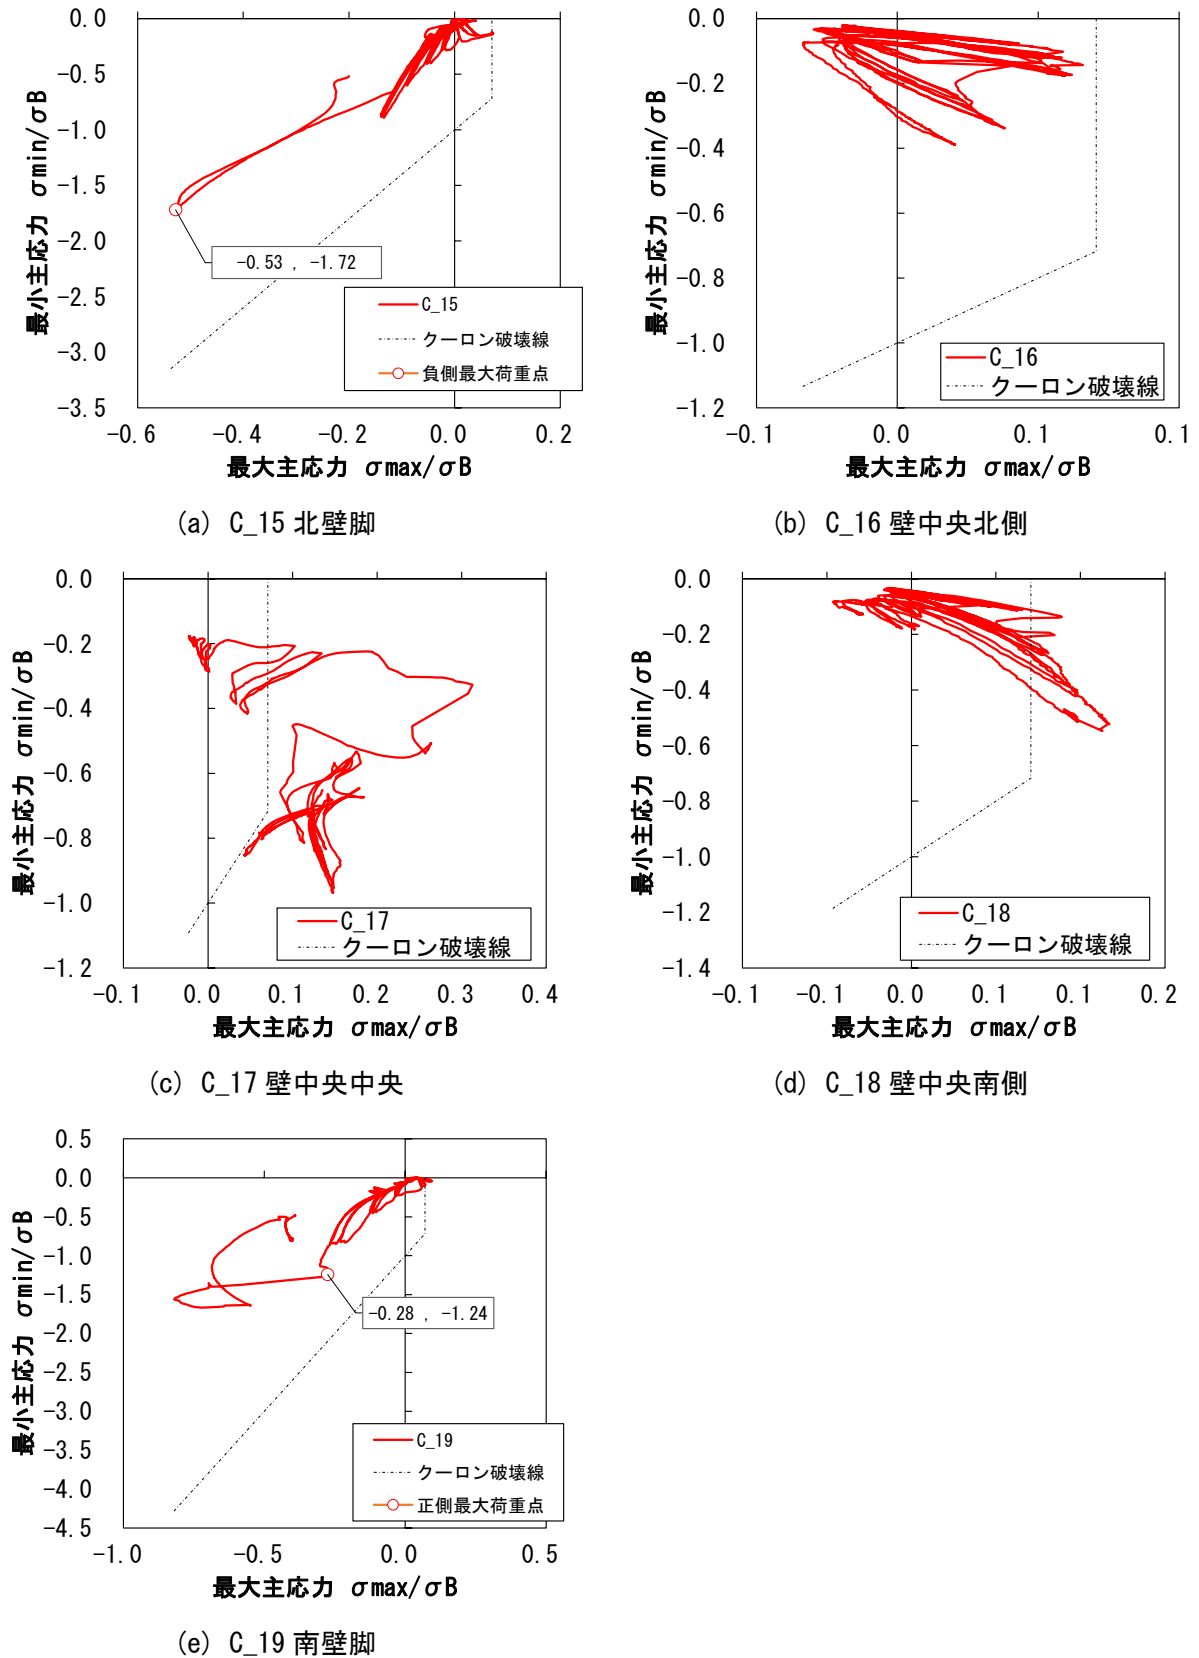 0.0
-0.5
-1.0
-1.5
-2.0
-2.5
-3.0
-3.5
最小主応力 σmin/σB
-0.53 , -1.72
C_15
クーロン破壊線
負側最大荷重点
-0.6 -0.4 -0.2 0.0 0.2
最大主応力 σmax/σB
(a) C_15 北壁脚
0.0
-0.2
-0.4
-0.6
-0.8
-1.0
-1.2
最小主応力 σmin/σB
C_16
クーロン破壊線
-0.1 0.0 0.1 0.1
最大主応力 σmax/σB
(b) C_16 壁中央北側
0.0
-0.2
-0.4
-0.6
-0.8
-1.0
-1.2
最小主応力 σmin/σB
C_17
クーロン破壊線
-0.1 0.0 0.1 0.2 0.3 0.4
最大主応力 σmax/σB
(c) C_17 壁中央中央
0.0
-0.2
-0.4
-0.6
-0.8
-1.0
-1.2
-1.4
最小主応力 σmin/σB
C_18
クーロン破壊線
-0.1 -0.1 0.0 0.1 0.1 0.2
最大主応力 σmax/σB
(d) C_18 壁中央南側
0.5
0.0
-0.5
-1.0
-1.5
-2.0
-2.5
-3.0
-3.5
-4.0
-4.5
最小主応力 σmin/σB
-0.28 , -1.24
C_19
クーロン破壊線
正側最大荷重点
-1.0 -0.5 0.0 0.5
最大主応力 σmax/σB
(e) C_19 南壁脚